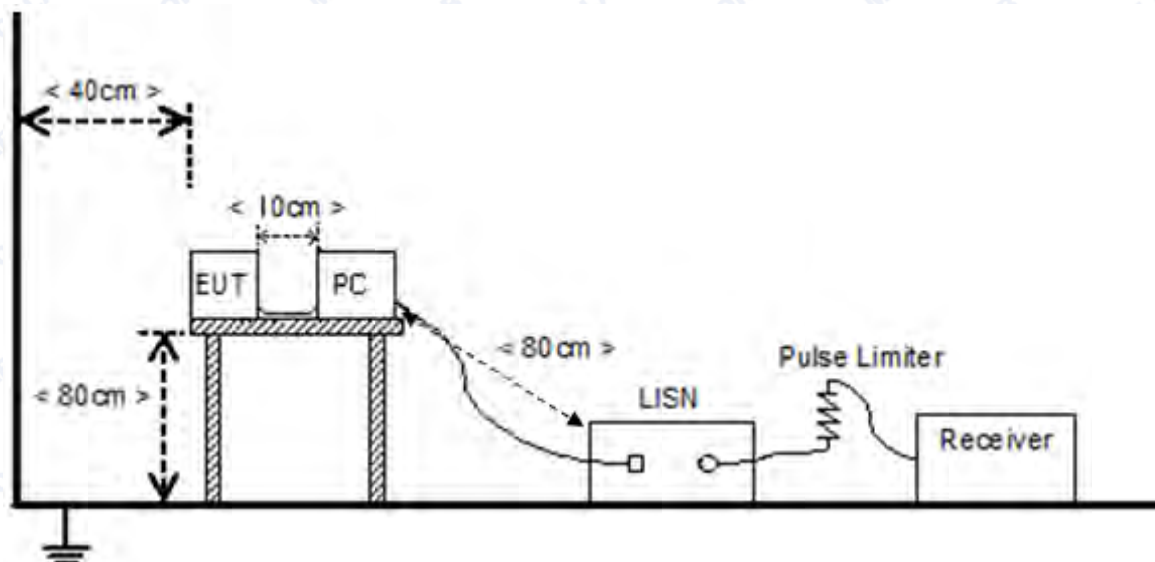 < 40cm >
< 10cm >
EUT
PC
< 80cm >
< 80cm >
Pulse Limiter
LISN
Receiver